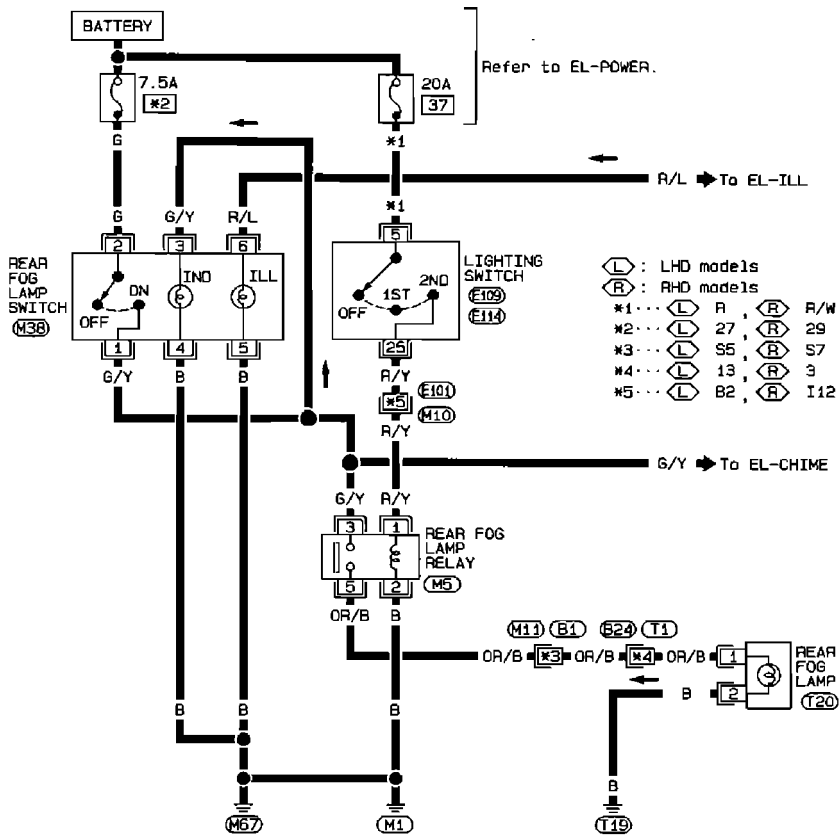 BATTERY
7.5A
*2
20A
37
Refer to EL-POWER.
G
*1
R/L To EL-ILL
G G/Y R/L *1
2 3 6 5
REAR
FOG
LAMP
SWITCH
M38
OFF ON IND ILL
1 4 5
OFF 1ST 2ND
25
LIGHTING
SWITCH
E109
E114
L : LHD models
R : RHD models
*1··· L R , R R/W
*2··· L 27 , R 29
*3··· L S5 , R S7
*4··· L 13 , R 3
*5··· L B2 , R I12
G/Y B B R/Y
*5 E101
M10
R/Y
G/Y To EL-CHIME
G/Y R/Y
3 1
REAR FOG
LAMP
RELAY
M5
5 2
OR/B B
M11 B1 B24 T1
OR/B *3 OR/B *4 OR/B 1
B 2
REAR
FOG
LAMP
T20
B B B
B
M67 M1 T19